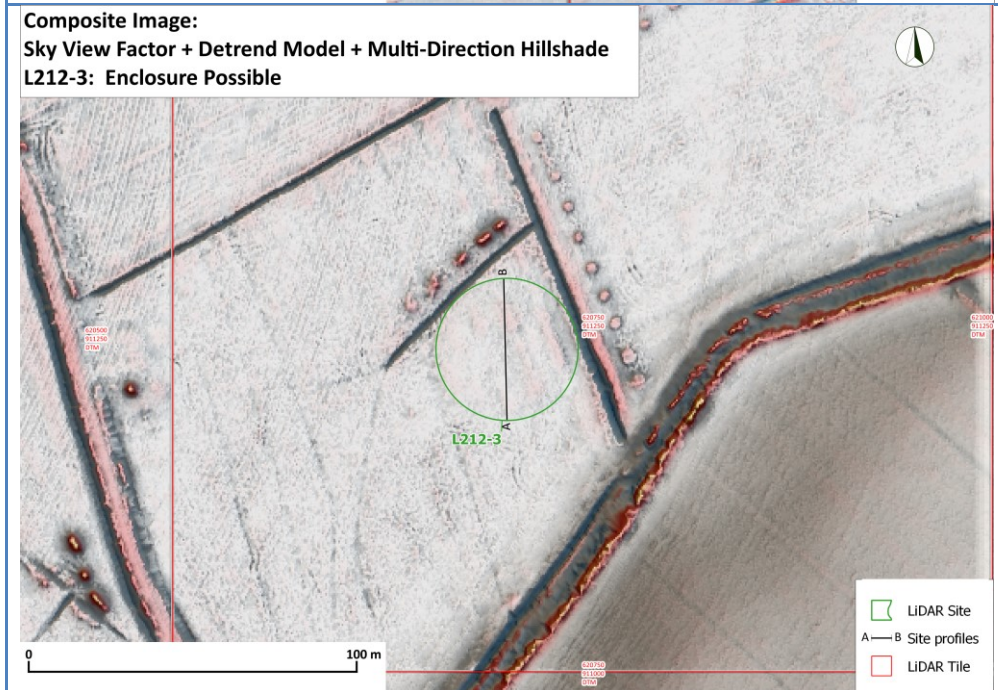 Composite Image:
Sky View Factor + Detrend Model + Multi-Direction Hillshade
L212-3:  Enclosure Possible
620500
911250
DTM
B
620750
911250
DTM
621000
911250
DTM
A
L212-3
LiDAR Site
A B Site profiles
LiDAR Tile
0 100 m
620750
911000
DTM